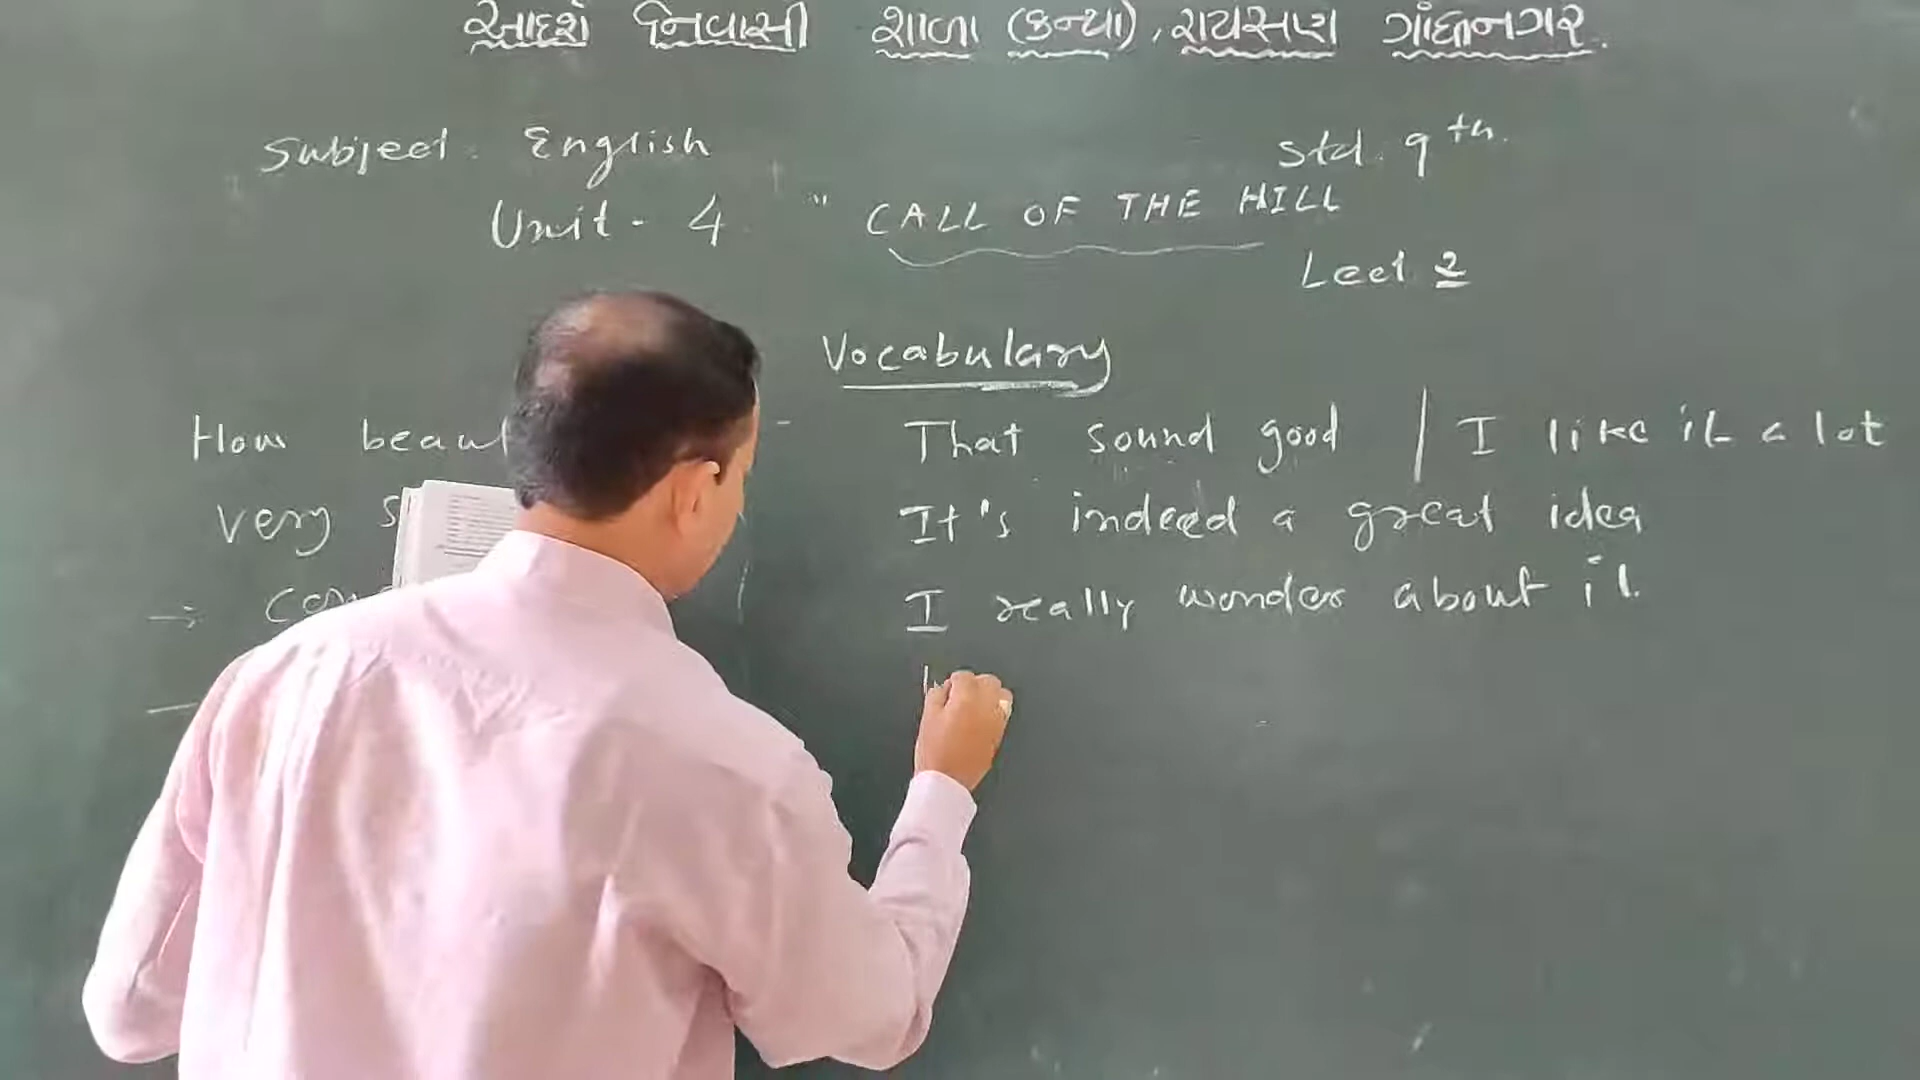 આદર્શ નિવાસી શાળા (કન્યા), રાયસણ ગાંધીનગર.
Subject. English
Std. 9th.
Unit - 4 " CALL OF THE HILL
Lect 2
Vocabulary
How - That sound good | I like it a lot
very It's indeed a great idea
→ I really wonder about it.